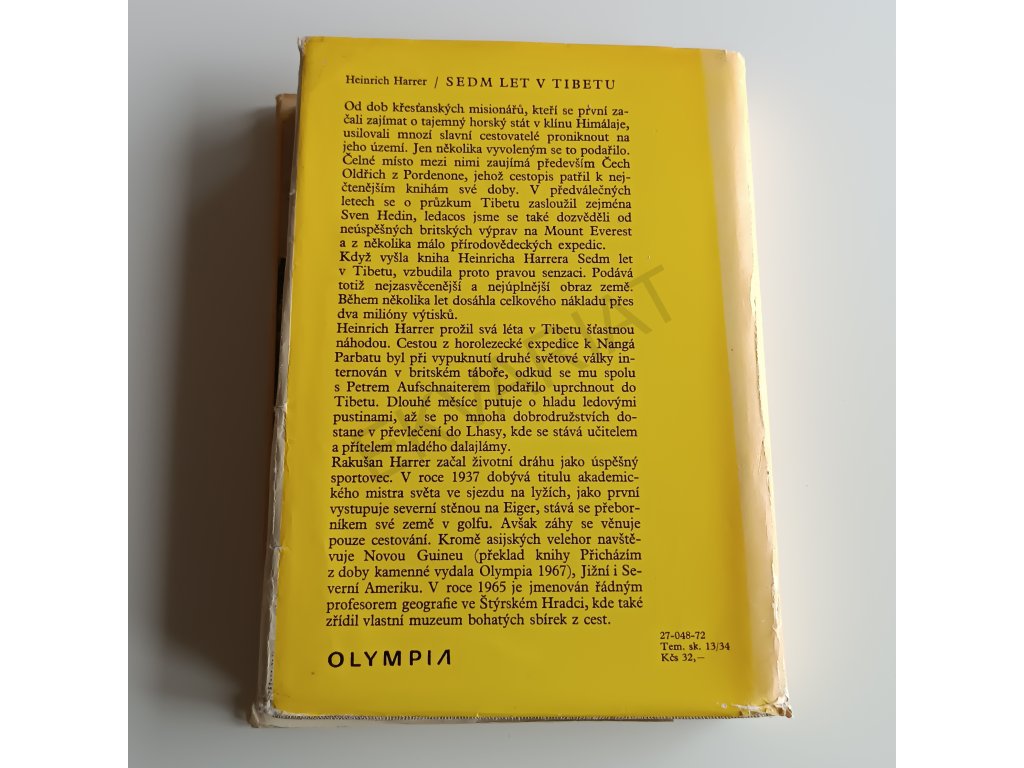 Heinrich Harrer / SEDM LET V TIBETU
Od dob křesťanských misionářů, kteří se první za-
čali zajímat o tajemný horský stát v klínu Himálaje,
usilovali mnozí slavní cestovatelé proniknout na
jeho území. Jen několika vyvoleným se to podařilo.
Čelné místo mezi nimi zaujímá především Čech
Oldřich z Pordenone, jehož cestopis patřil k nej-
čtenějším knihám své doby. V předválečných
letech se o průzkum Tibetu zasloužil zejména
Sven Hedin, ledacos jsme se také dozvěděli od
neúspěšných britských výprav na Mount Everest
a z několika málo přírodovědeckých expedic.
Když vyšla kniha Heinricha Harrera Sedm let
v Tibetu, vzbudila proto pravou senzaci. Podává
totiž nejzasvěcenější a nejúplnější obraz země.
Během několika let dosáhla celkového nákladu přes
dva milióny výtisků.
Heinrich Harrer prožil svá léta v Tibetu šťastnou
náhodou. Cestou z horolezecké expedice k Nangá
Parbatu byl při vypuknutí druhé světové války in-
ternován v britském táboře, odkud se mu spolu
s Petrem Aufschnaiterem podařilo uprchnout do
Tibetu. Dlouhé měsíce putuje o hladu ledovými
pustinami, až se po mnoha dobrodružstvích do-
stane v převlečení do Lhasy, kde se stává učitelem
a přítelem mladého dalajlámy.
Rakušan Harrer začal životní dráhu jako úspěšný
sportovec. V roce 1937 dobývá titulu akademic-
kého mistra světa ve sjezdu na lyžích, jako první
vystupuje severní stěnou na Eiger, stává se přebor-
níkem své země v golfu. Avšak záhy se věnuje
pouze cestování. Kromě asijských velehor navště-
vuje Novou Guineu (překlad knihy Přicházím
z doby kamenné vydala Olympia 1967), Jižní i Se-
verní Ameriku. V roce 1965 je jmenován řádným
profesorem geografie ve Štýrském Hradci, kde také
zřídil vlastní muzeum bohatých sbírek z cest.
27-048-72
Tem. sk. 13/34
Kčs 32,—
OLYMPIA